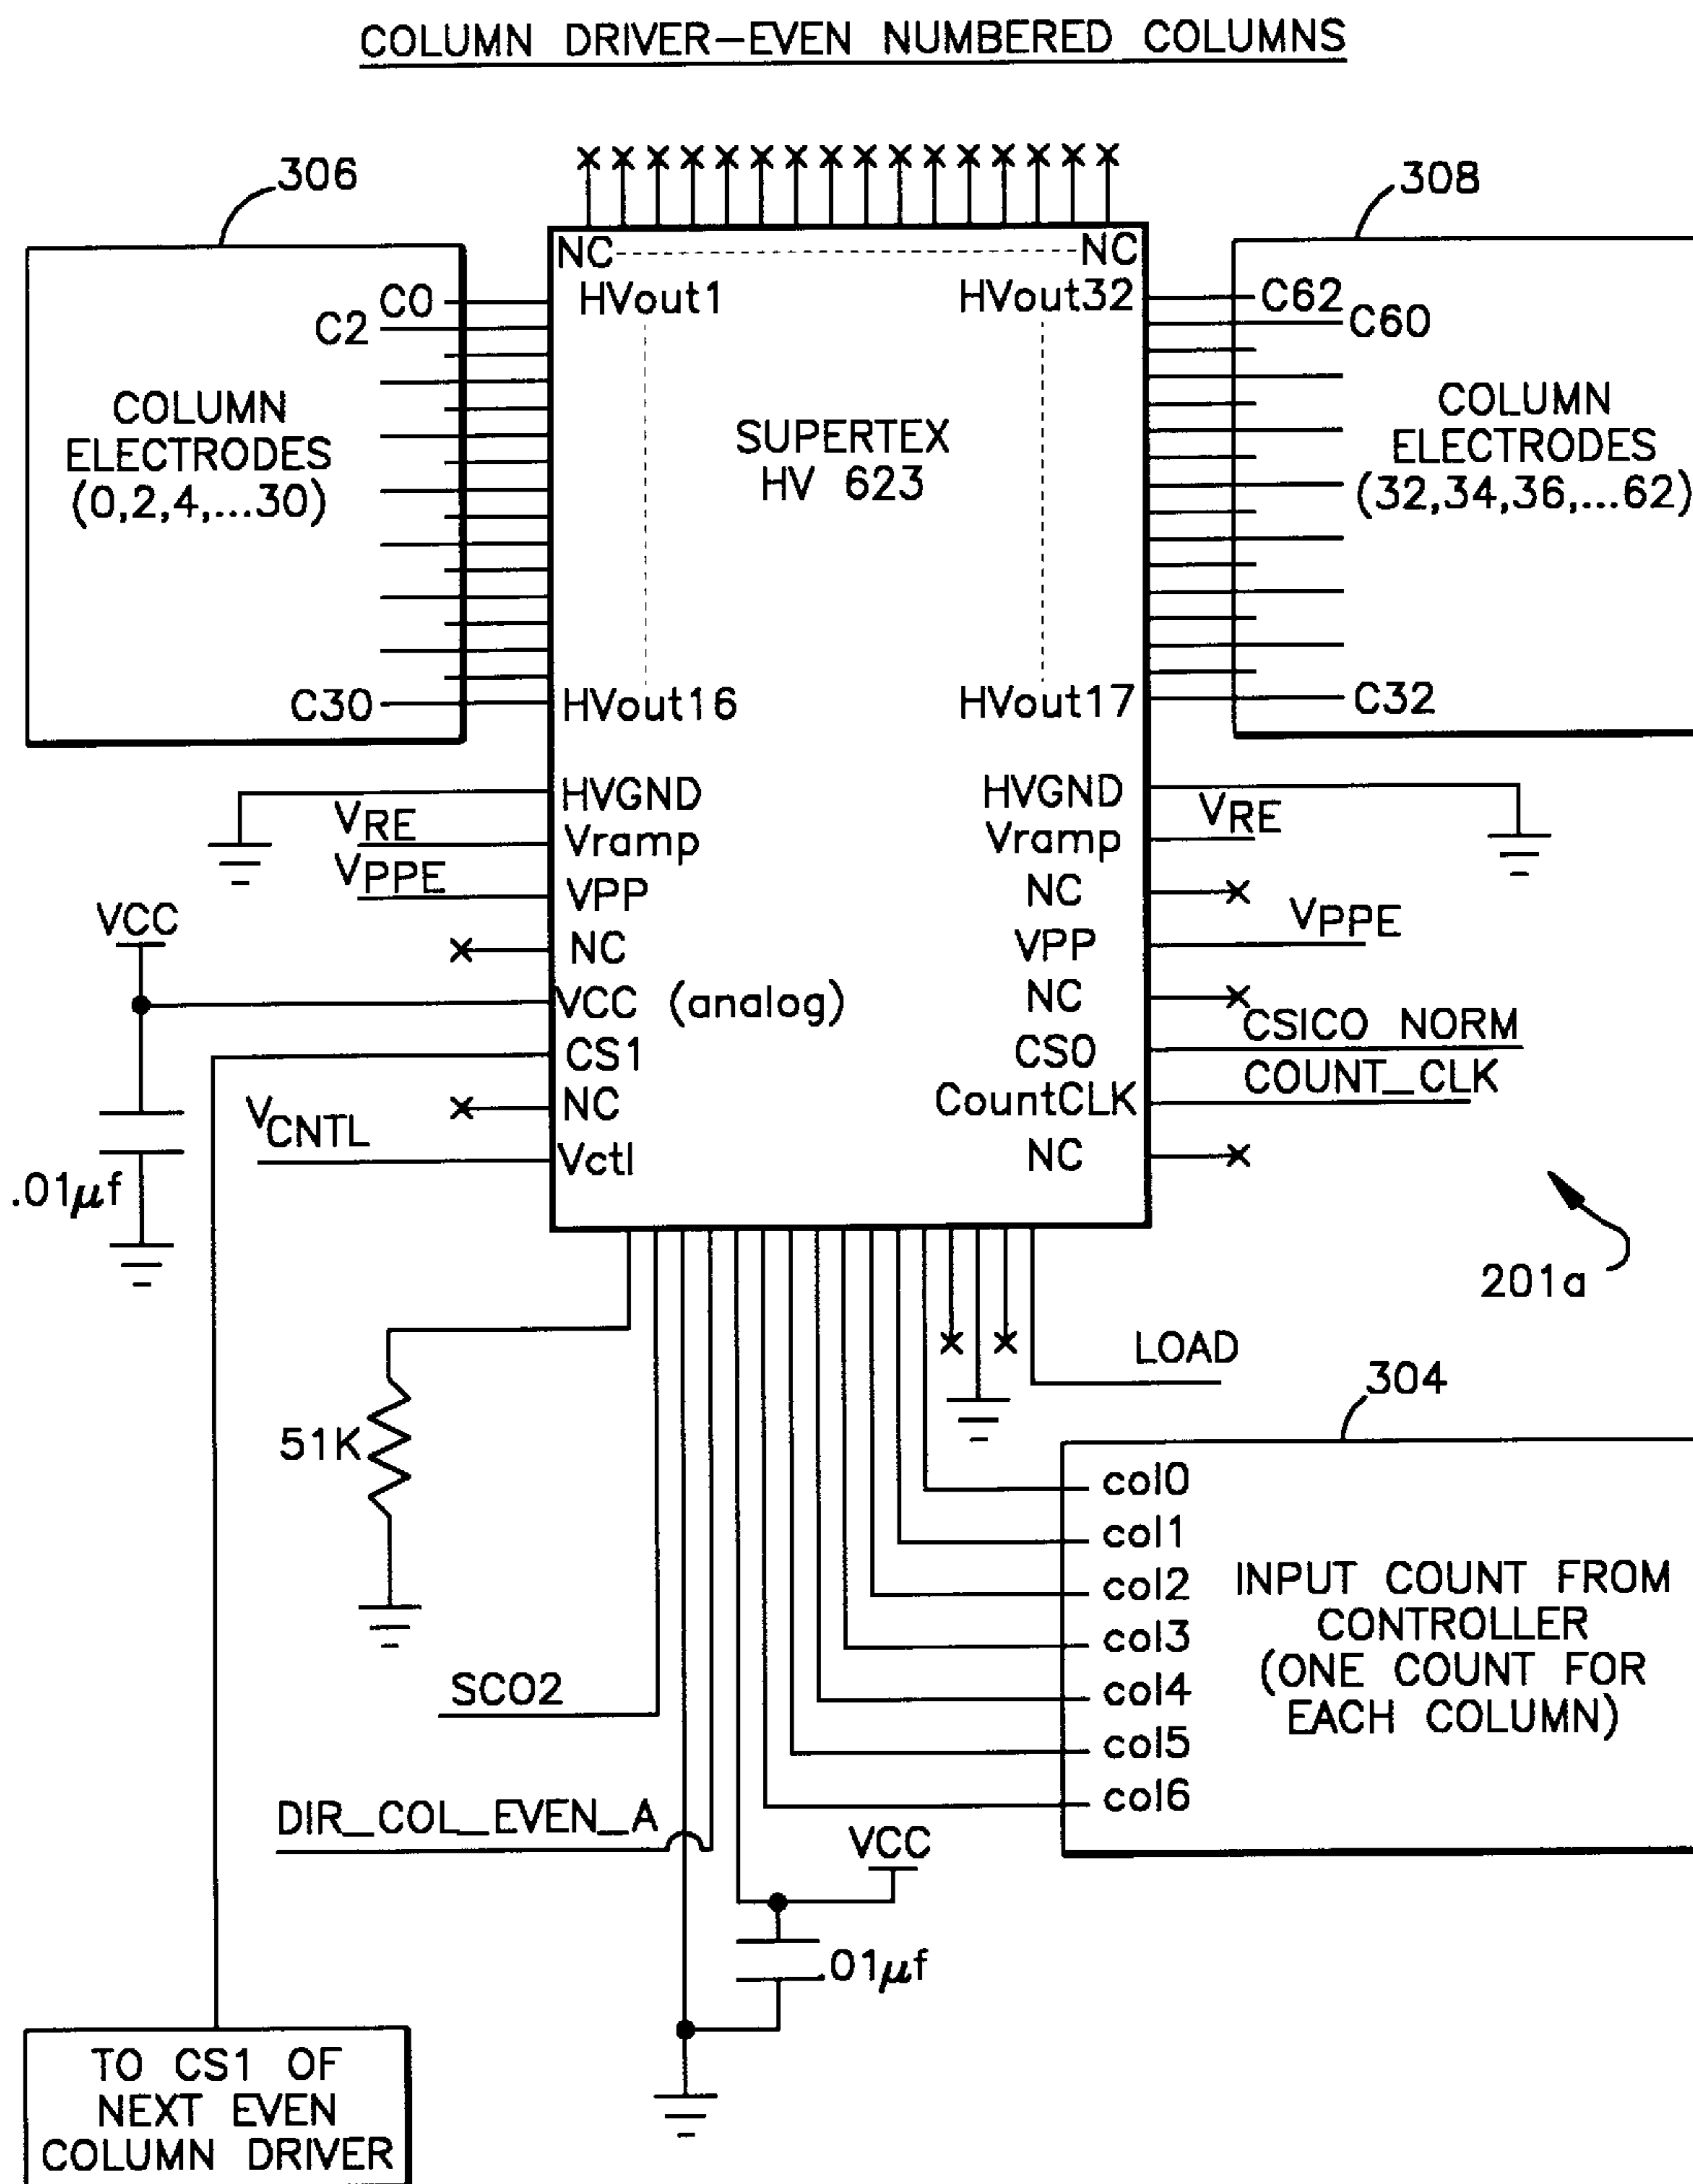 COLUMN DRIVER-EVEN NUMBERED COLUMNS
306
308
NC NC
C0 HVout1 HVout32 C62
C2 C60
COLUMN
ELECTRODES
(0,2,4,...30)
SUPERTEX
HV 623
COLUMN
ELECTRODES
(32,34,36,...62)
C30 HVout16 HVout17 C32
HVGND HVGND
VRE Vramp Vramp VRE
VPPE VPP NC
VCC
NC VPP VPPE
VCC (analog) NC
CS1 CS0 CSICO NORM
NC CountCLK COUNT_CLK
VCNTL Vctl NC
.01μf
201a
LOAD
304
51K
col0
col1
col2
col3
col4
col5
col6
INPUT COUNT FROM
CONTROLLER
(ONE COUNT FOR
EACH COLUMN)
SCO2
DIR_COL_EVEN_A
VCC
.01μf
TO CS1 OF
NEXT EVEN
COLUMN DRIVER